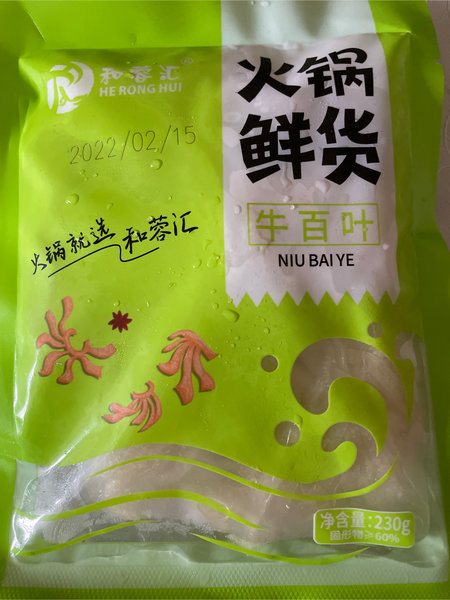 和蓉汇®
HE RONG HUI
火锅
鲜货
2022/02/15
牛百叶
NIU BAI YE
火锅就选 和蓉汇
净含量:230g
固形物≥60%